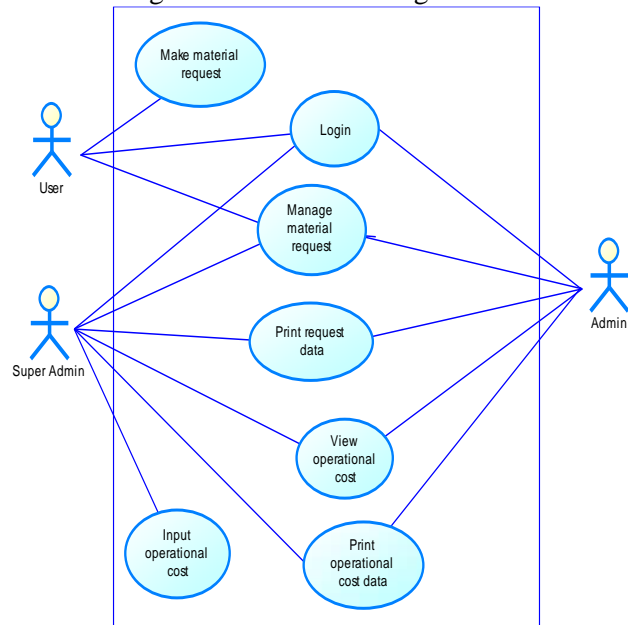 Make material
request
Login
User
Manage
material
request
Admin
Print request
data
Super Admin
View
operational
cost
Input
operational
cost
Print
operational
cost data